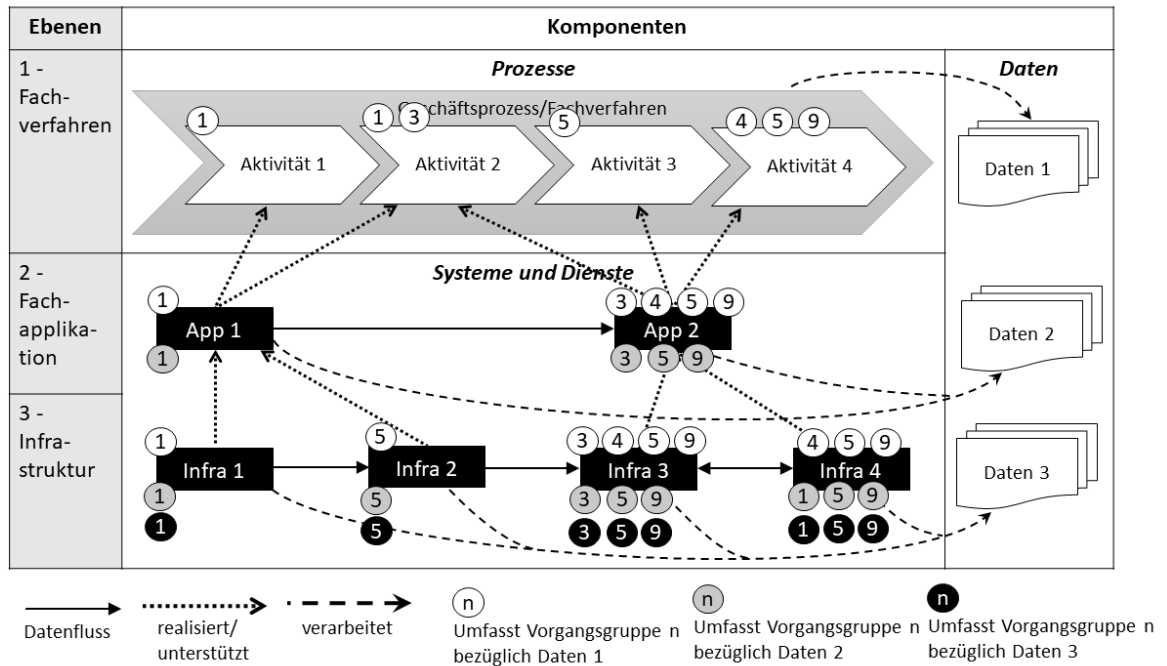 Ebenen
Komponenten
1 -
Fach-
verfahren
Prozesse
Daten
Geschäftsprozess/Fachverfahren
1
1 3
5
4 5 9
Aktivität 1
Aktivität 2
Aktivität 3
Aktivität 4
Daten 1
2 -
Fach-
applika-
tion
Systeme und Dienste
1
3 4 5 9
App 1
App 2
1
3 5 9
Daten 2
3 -
Infra-
struktur
1
5
3 4 5 9
4 5 9
Infra 1
Infra 2
Infra 3
Infra 4
1
5
3 5 9
1 5 9
1
5
3 5 9
1 5 9
Daten 3
Datenfluss
realisiert/
unterstützt
verarbeitet
n
Umfasst Vorgangsgruppe n
bezüglich Daten 1
n
Umfasst Vorgangsgruppe n
bezüglich Daten 2
n
Umfasst Vorgangsgruppe n
bezüglich Daten 3